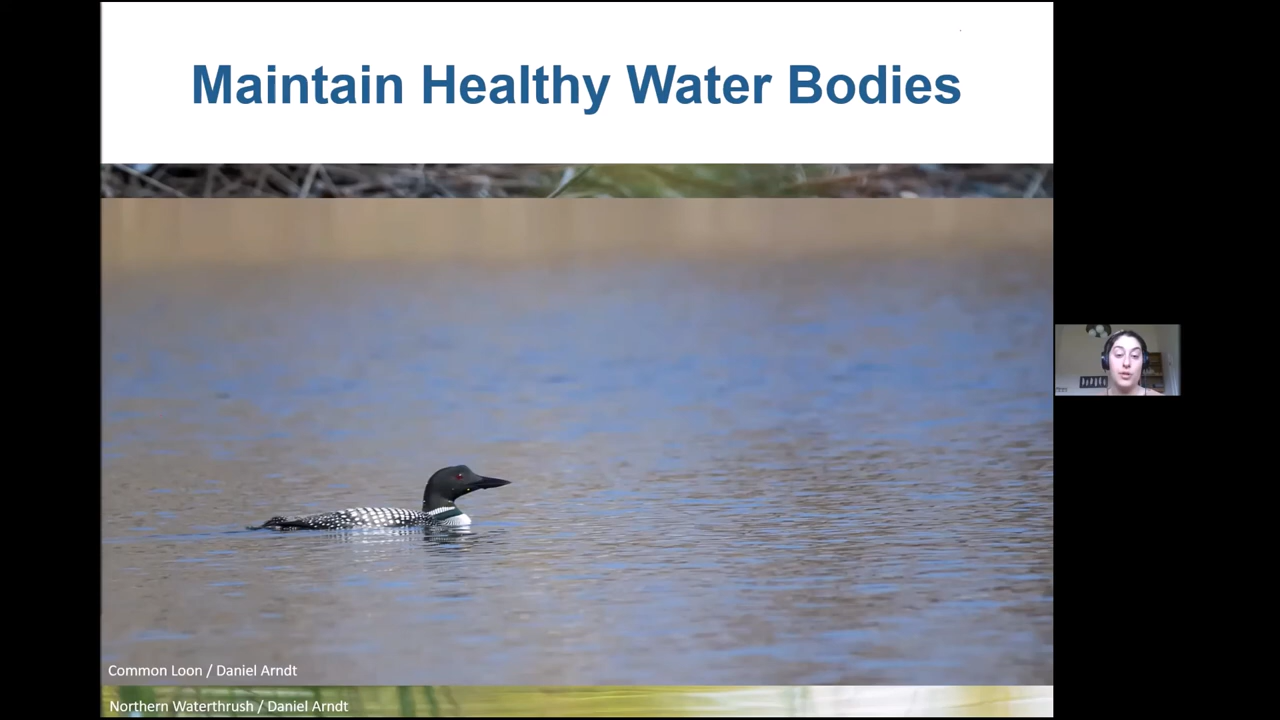 Maintain Healthy Water Bodies
Common Loon / Daniel Arndt
Northern Waterthrush / Daniel Arndt